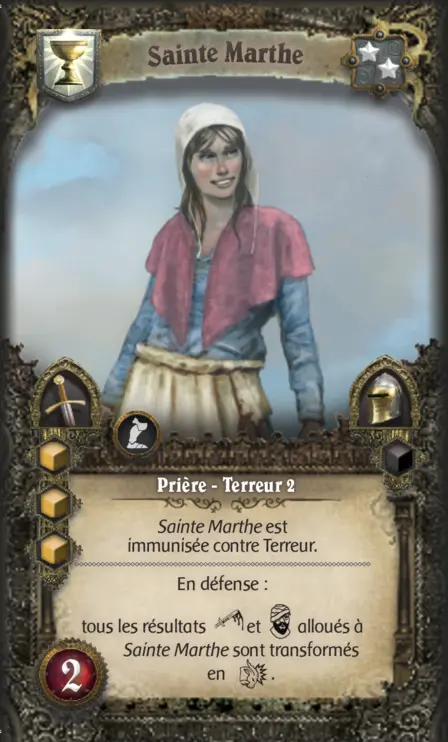 Sainte Marthe
Prière - Terreur 2
Sainte Marthe est
immunisée contre Terreur.
En défense :
tous les résultats et alloués à
Sainte Marthe sont transformés
en .
2